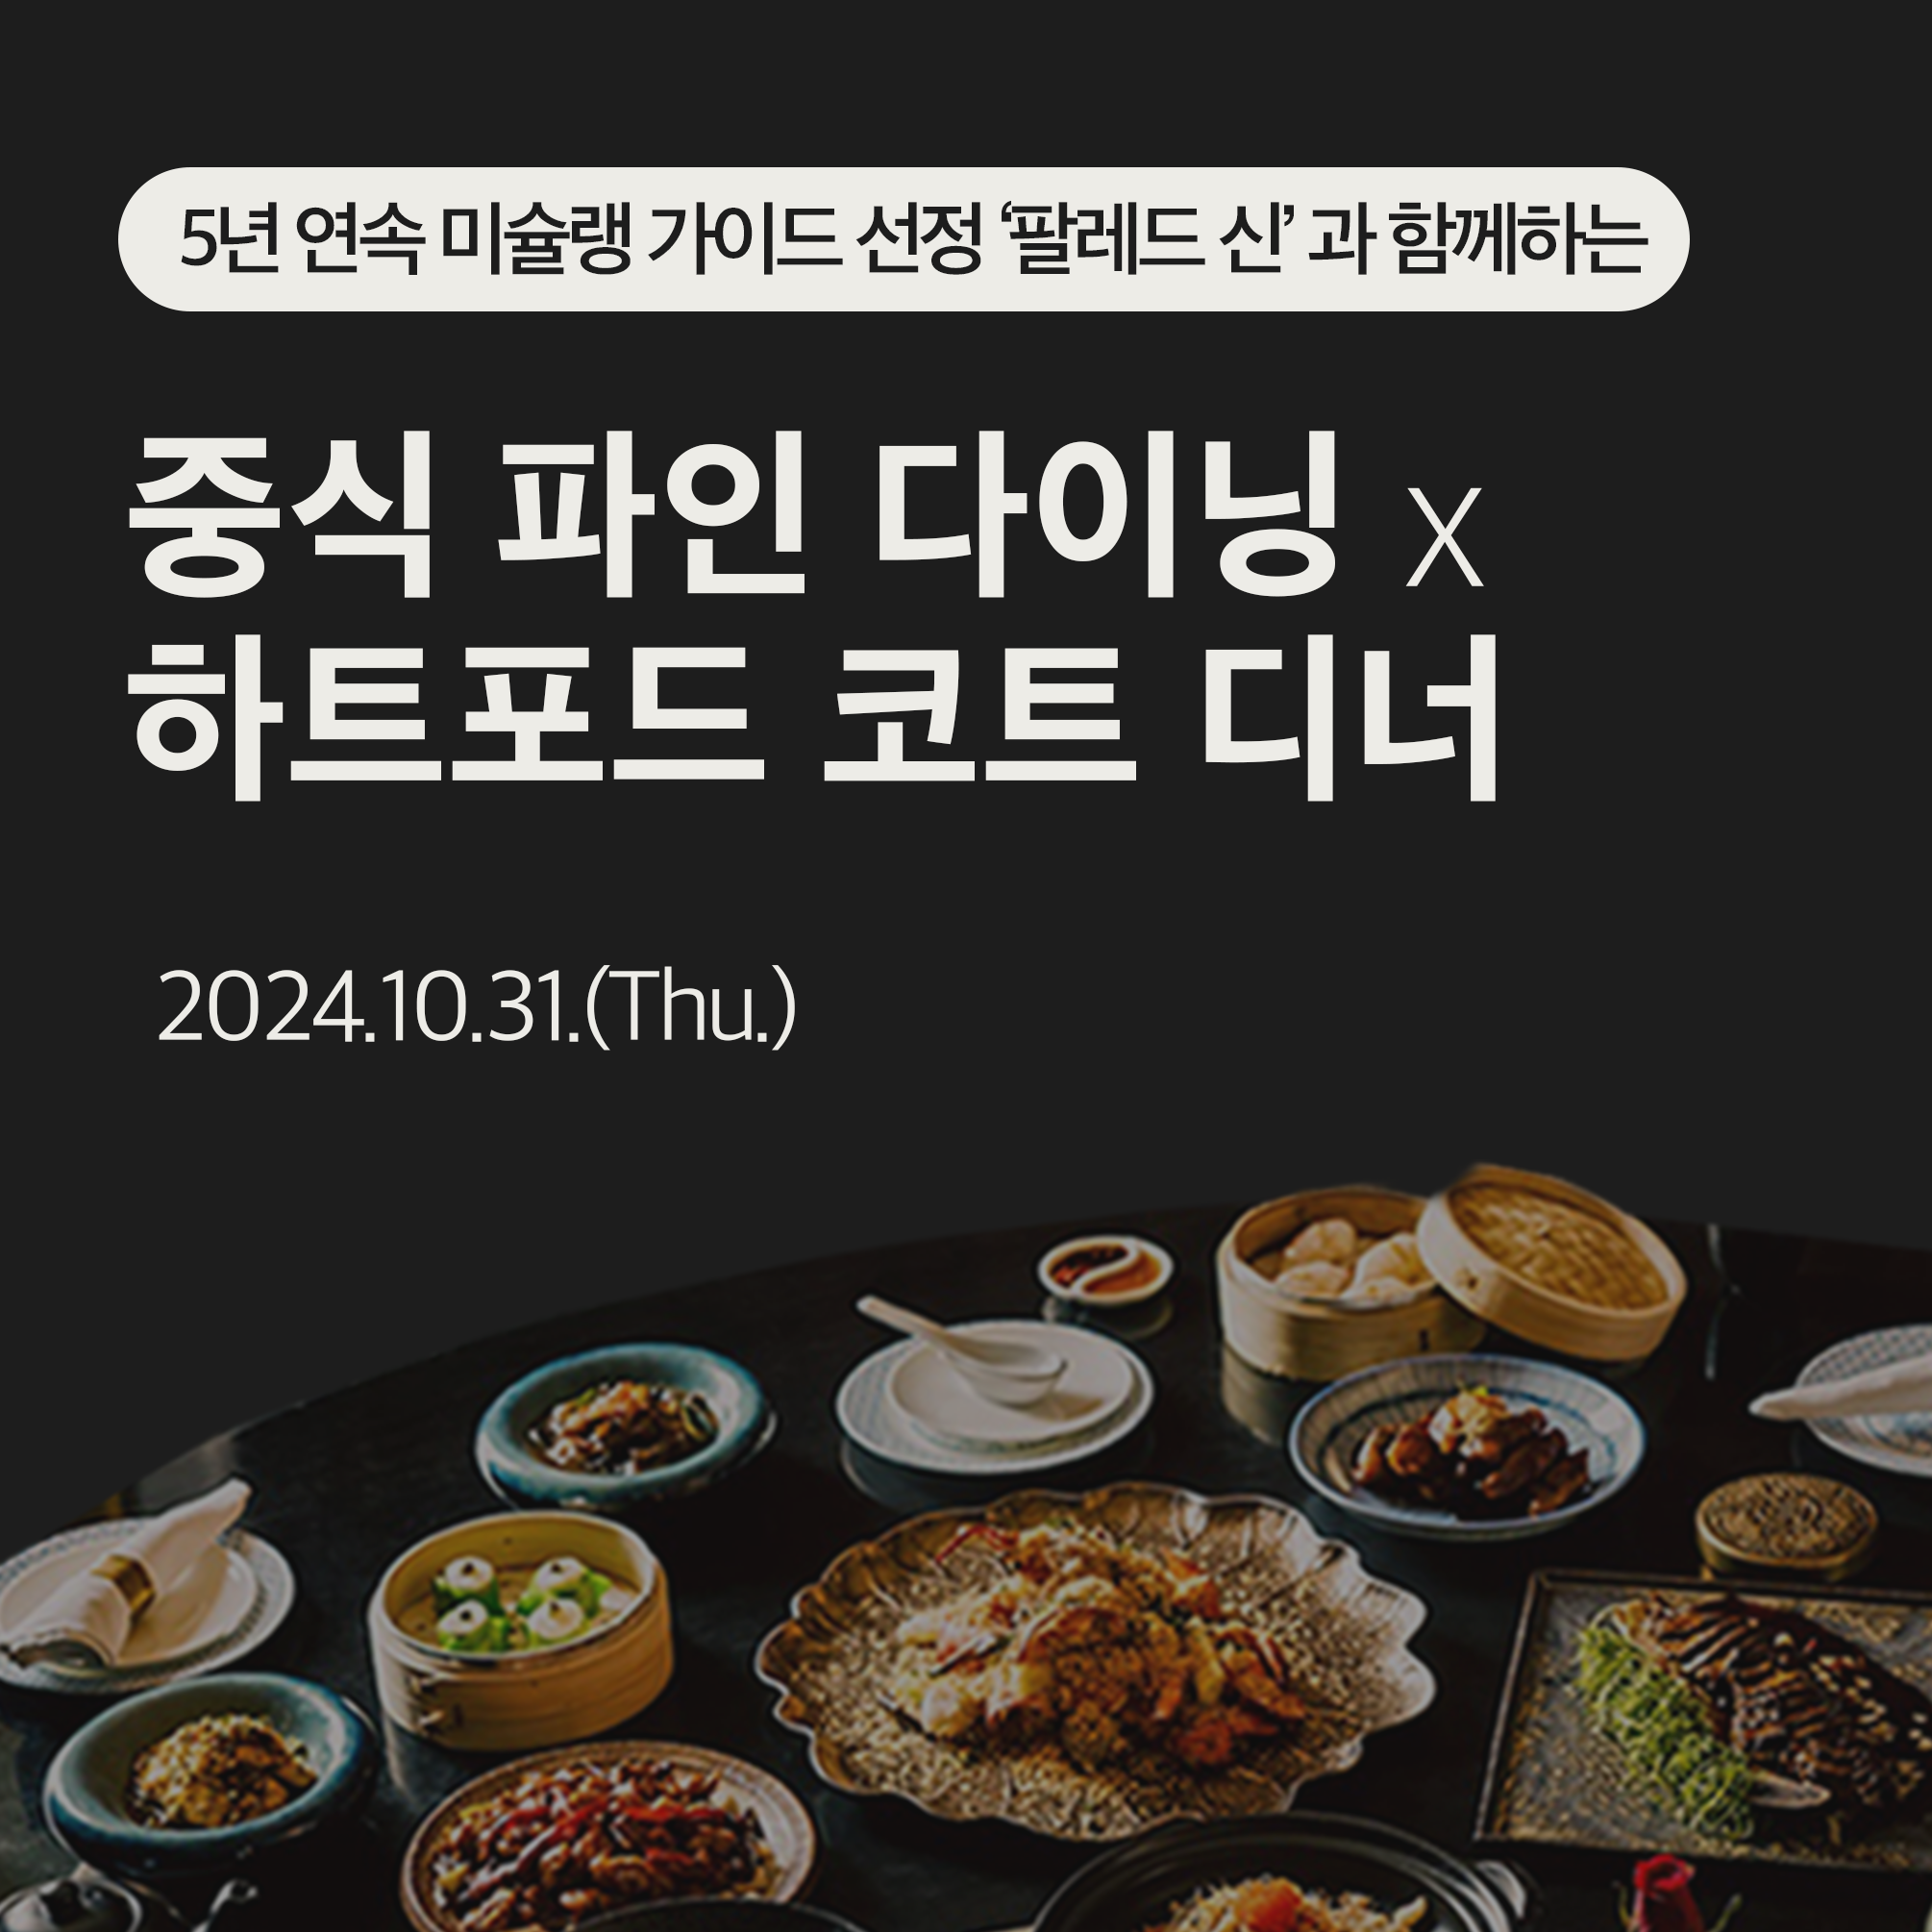 5년 연속 미슐랭 가이드 선정 '팔레드 신'과 함께하는
중식 파인 다이닝 X
하트포드 코트 디너
2024.10.31.(Thu.)